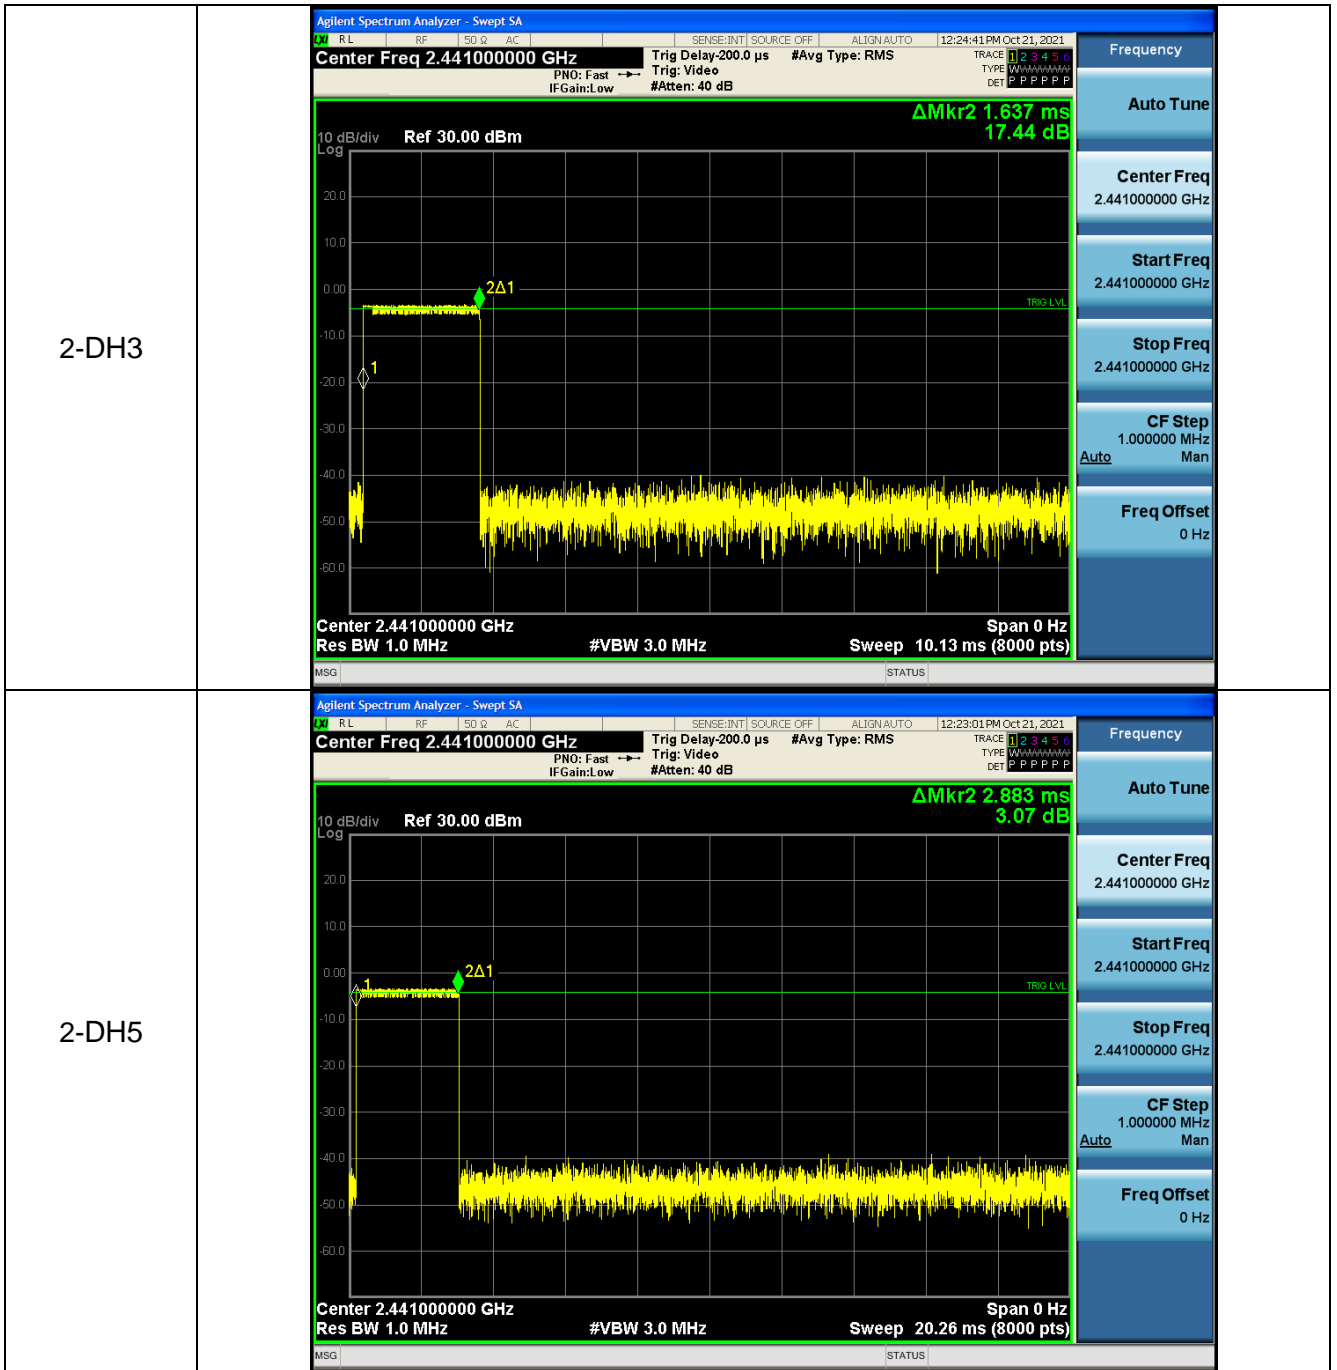 2-DH3
Agilent Spectrum Analyzer - Swept SA
LXI RL RF 50 Ω AC SENSE:INT SOURCE OFF ALIGN AUTO 12:24:41 PM Oct 21, 2021
Center Freq 2.441000000 GHz
PNO: Fast
IFGain:Low
Trig Delay-200.0 µs #Avg Type: RMS
Trig: Video
#Atten: 40 dB
TRACE 1 2 3 4 5 6
TYPE WWWWWW
DET P P P P P P
ΔMkr2 1.637 ms
17.44 dB
10 dB/div Ref 30.00 dBm
Log
20.0
10.0
0.00
-10.0
-20.0
-30.0
-40.0
-50.0
-60.0
2Δ1
1
TRIG LVL
Center 2.441000000 GHz Span 0 Hz
Res BW 1.0 MHz #VBW 3.0 MHz Sweep 10.13 ms (8000 pts)
MSG STATUS
Frequency
Auto Tune
Center Freq
2.441000000 GHz
Start Freq
2.441000000 GHz
Stop Freq
2.441000000 GHz
CF Step
1.000000 MHz
Auto Man
Freq Offset
0 Hz
2-DH5
Agilent Spectrum Analyzer - Swept SA
LXI RL RF 50 Ω AC SENSE:INT SOURCE OFF ALIGN AUTO 12:23:01 PM Oct 21, 2021
Center Freq 2.441000000 GHz
PNO: Fast
IFGain:Low
Trig Delay-200.0 µs #Avg Type: RMS
Trig: Video
#Atten: 40 dB
TRACE 1 2 3 4 5 6
TYPE WWWWWW
DET P P P P P P
ΔMkr2 2.883 ms
3.07 dB
10 dB/div Ref 30.00 dBm
Log
20.0
10.0
0.00
-10.0
-20.0
-30.0
-40.0
-50.0
-60.0
1
2Δ1
TRIG LVL
Center 2.441000000 GHz Span 0 Hz
Res BW 1.0 MHz #VBW 3.0 MHz Sweep 20.26 ms (8000 pts)
MSG STATUS
Frequency
Auto Tune
Center Freq
2.441000000 GHz
Start Freq
2.441000000 GHz
Stop Freq
2.441000000 GHz
CF Step
1.000000 MHz
Auto Man
Freq Offset
0 Hz